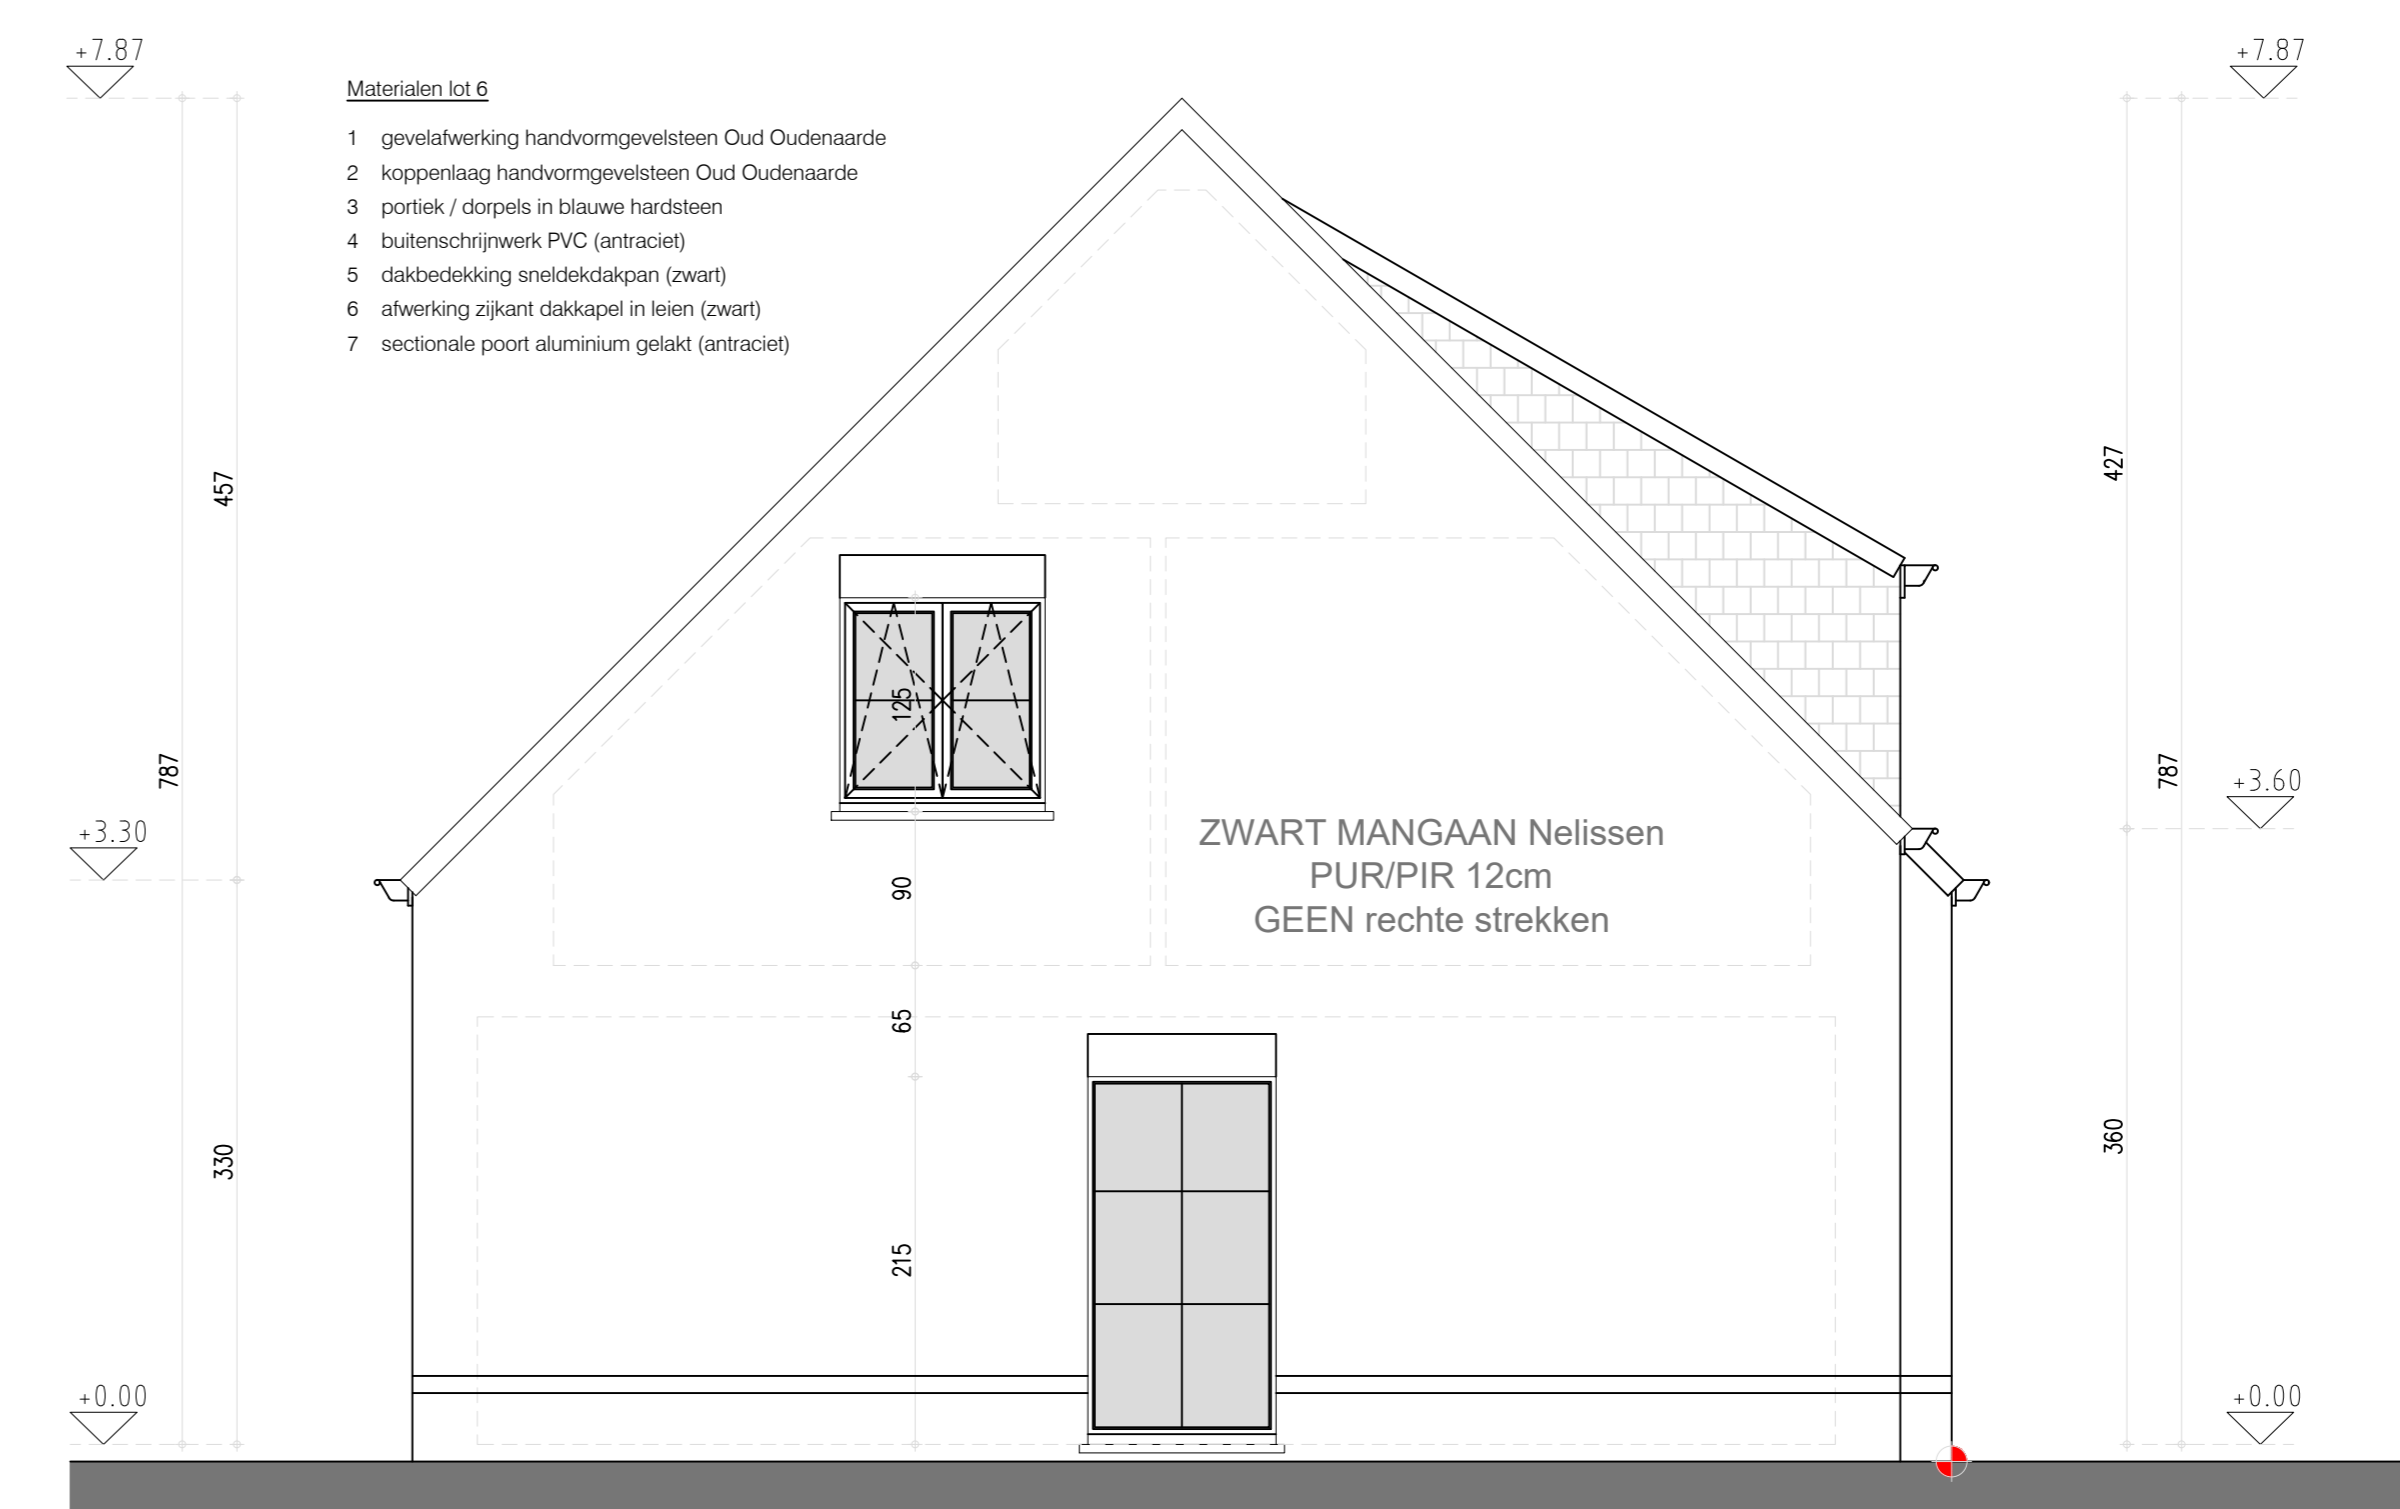 +7.87
+7.87
Materialen lot 6
1 gevelafwerking handvormgevelsteen Oud Oudenaarde
2 koppenlaag handvormgevelsteen Oud Oudenaarde
3 portiek / dorpels in blauwe hardsteen
4 buitenschrijnwerk PVC (antraciet)
5 dakbedekking sneldekdakpan (zwart)
6 afwerking zijkant dakkapel in leien (zwart)
7 sectionale poort aluminium gelakt (antraciet)
457
427
125
787
787
+3.60
+3.30
ZWART MANGAAN Nelissen
PUR/PIR 12cm
GEEN rechte strekken
90
65
330
360
215
+0.00
+0.00